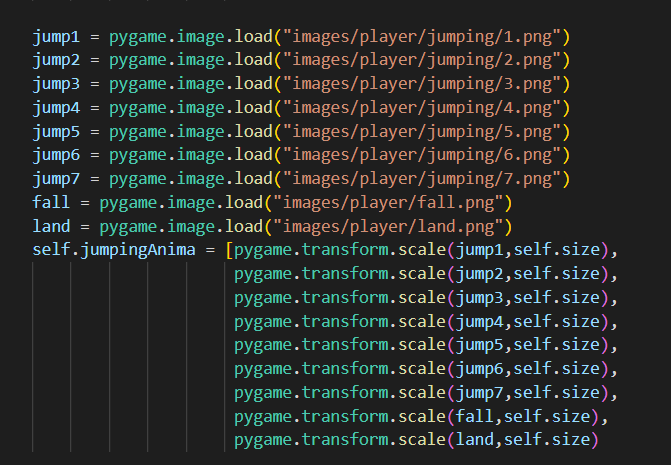 jump1 = pygame.image.load("images/player/jumping/1.png")
jump2 = pygame.image.load("images/player/jumping/2.png")
jump3 = pygame.image.load("images/player/jumping/3.png")
jump4 = pygame.image.load("images/player/jumping/4.png")
jump5 = pygame.image.load("images/player/jumping/5.png")
jump6 = pygame.image.load("images/player/jumping/6.png")
jump7 = pygame.image.load("images/player/jumping/7.png")
fall = pygame.image.load("images/player/fall.png")
land = pygame.image.load("images/player/land.png")
self.jumpingAnima = [pygame.transform.scale(jump1,self.size),
                     pygame.transform.scale(jump2,self.size),
                     pygame.transform.scale(jump3,self.size),
                     pygame.transform.scale(jump4,self.size),
                     pygame.transform.scale(jump5,self.size),
                     pygame.transform.scale(jump6,self.size),
                     pygame.transform.scale(jump7,self.size),
                     pygame.transform.scale(fall,self.size),
                     pygame.transform.scale(land,self.size)